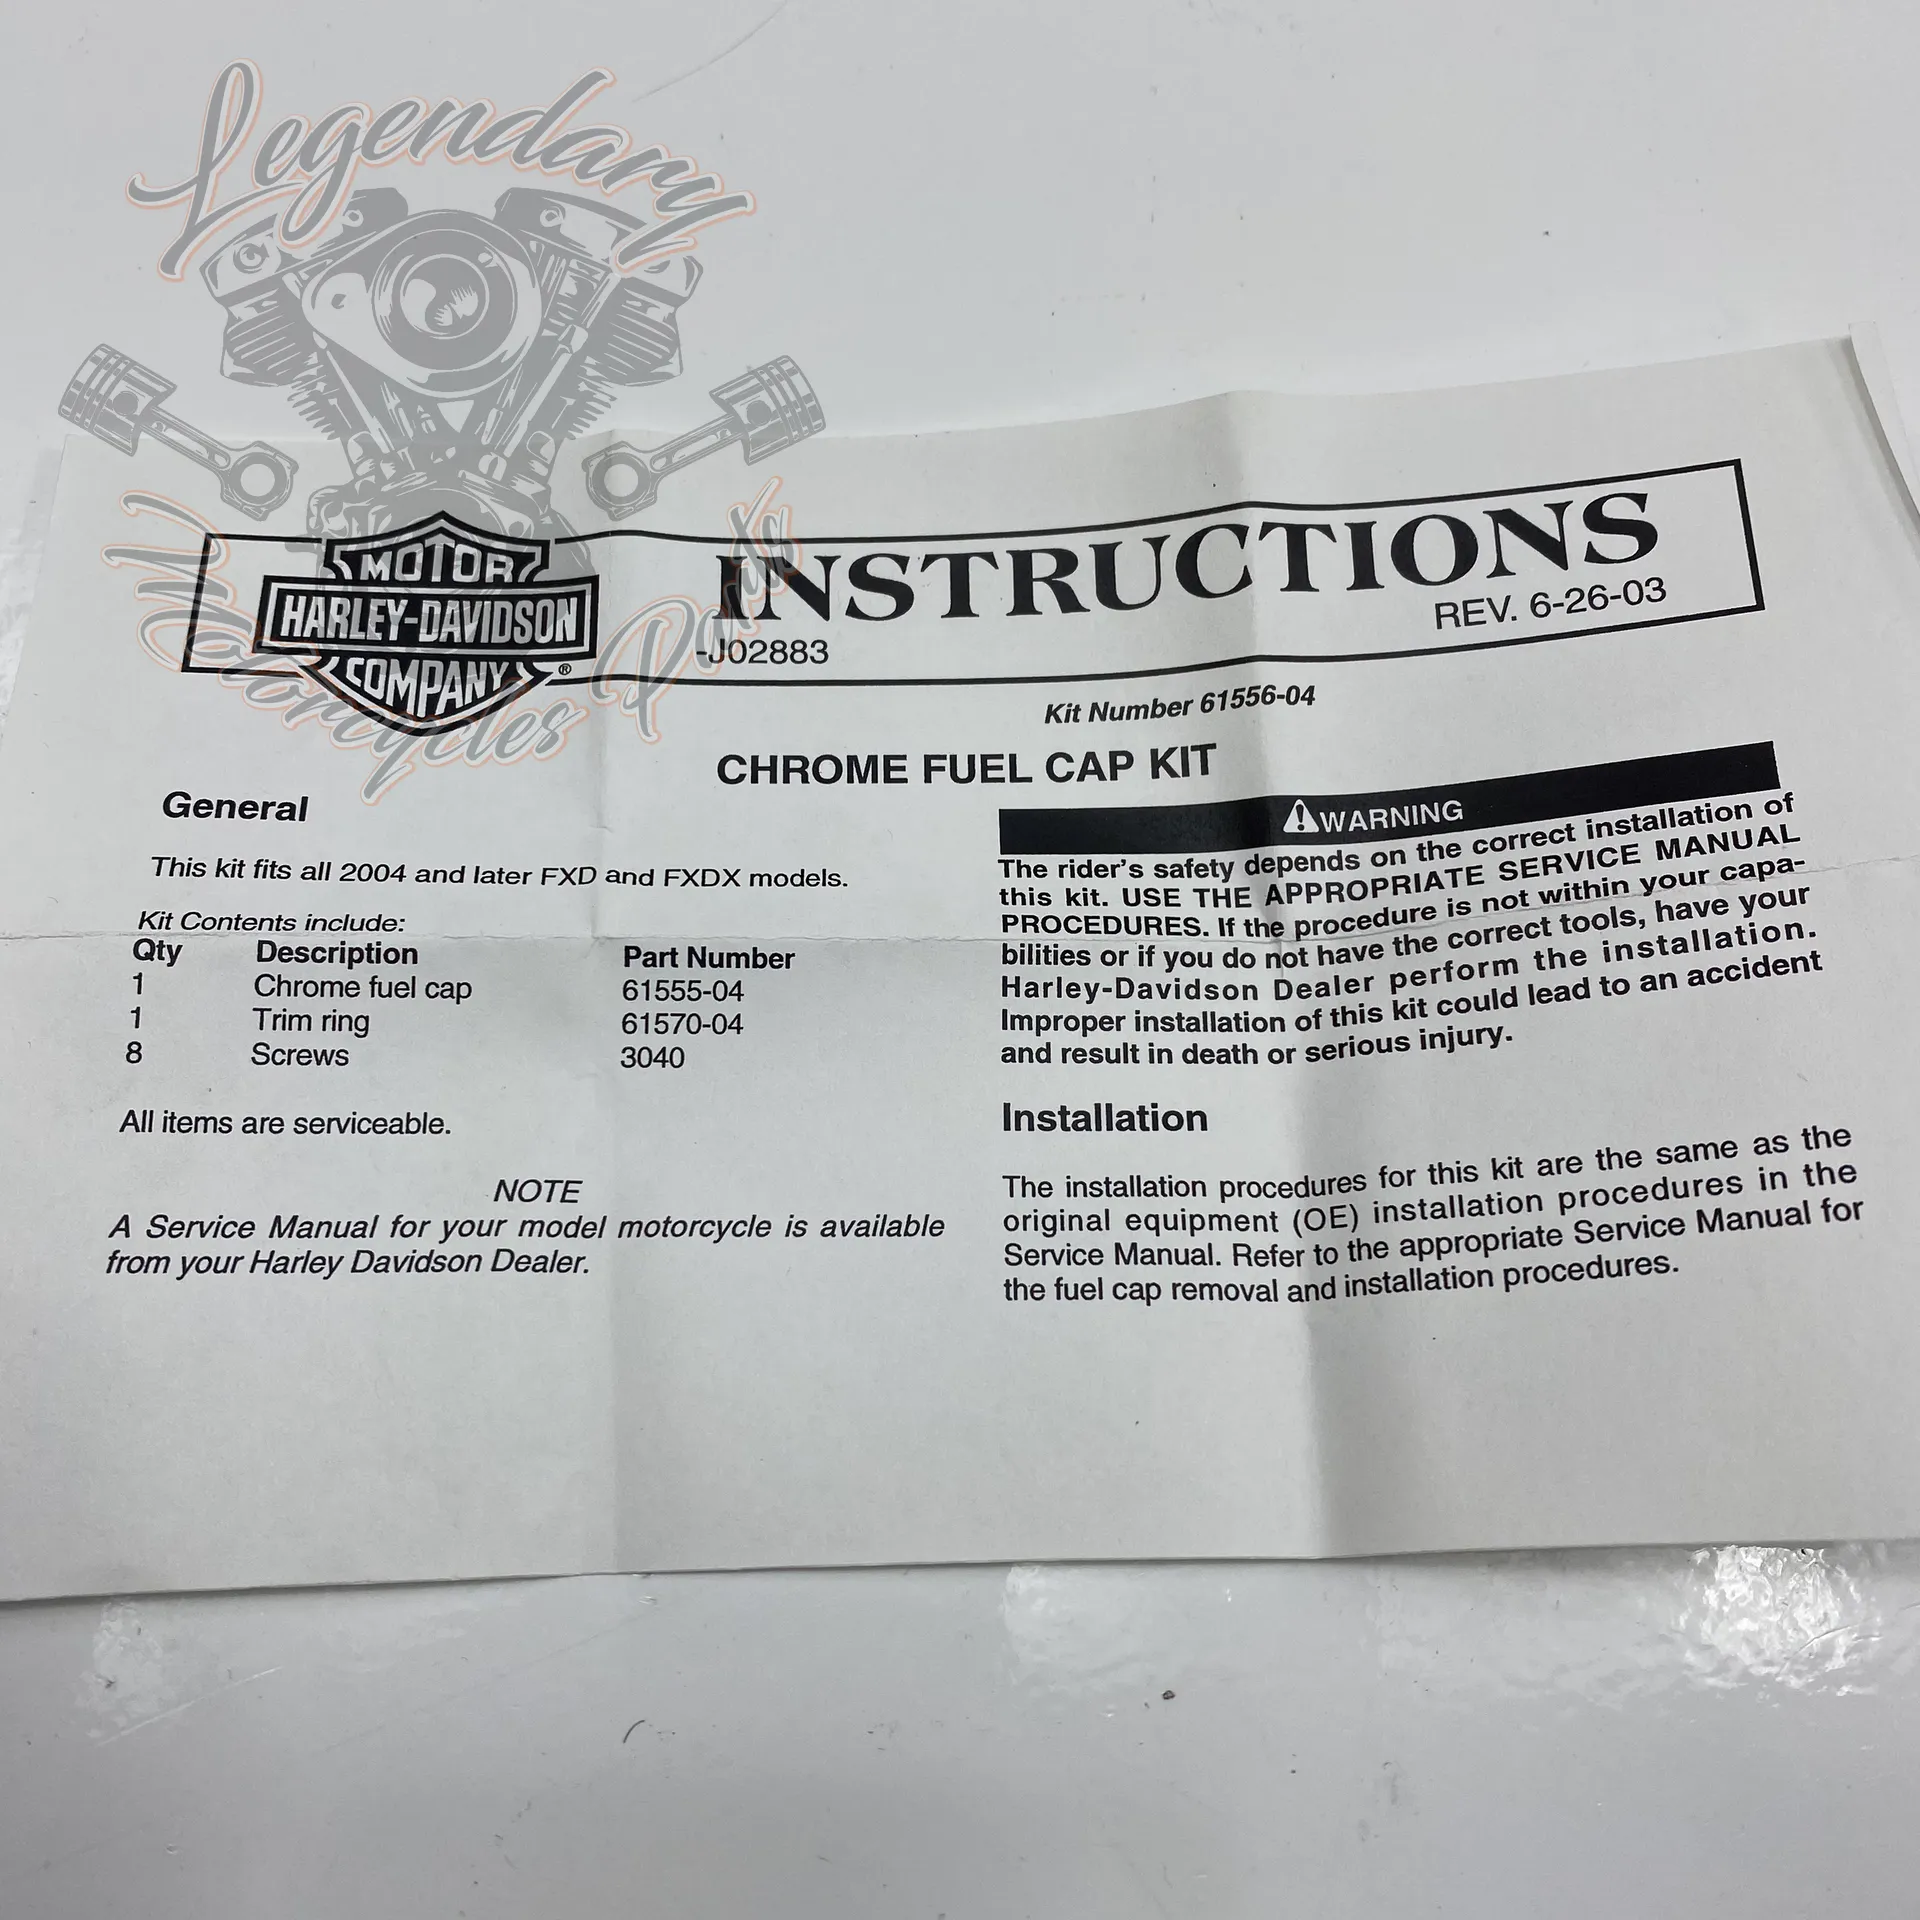 Legendary
Motorcycles Parts
MOTOR
HARLEY-DAVIDSON
COMPANY
®
INSTRUCTIONS
-J02883
REV. 6-26-03
Kit Number 61556-04
CHROME FUEL CAP KIT
General
This kit fits all 2004 and later FXD and FXDX models.
Kit Contents include:
Qty Description Part Number
1 Chrome fuel cap 61555-04
1 Trim ring 61570-04
8 Screws 3040
All items are serviceable.
NOTE
A Service Manual for your model motorcycle is available
from your Harley Davidson Dealer.
WARNING
The rider's safety depends on the correct installation of
this kit. USE THE APPROPRIATE SERVICE MANUAL
PROCEDURES. If the procedure is not within your capa-
bilities or if you do not have the correct tools, have your
Harley-Davidson Dealer perform the installation.
Improper installation of this kit could lead to an accident
and result in death or serious injury.
Installation
The installation procedures for this kit are the same as the
original equipment (OE) installation procedures in the
Service Manual. Refer to the appropriate Service Manual for
the fuel cap removal and installation procedures.